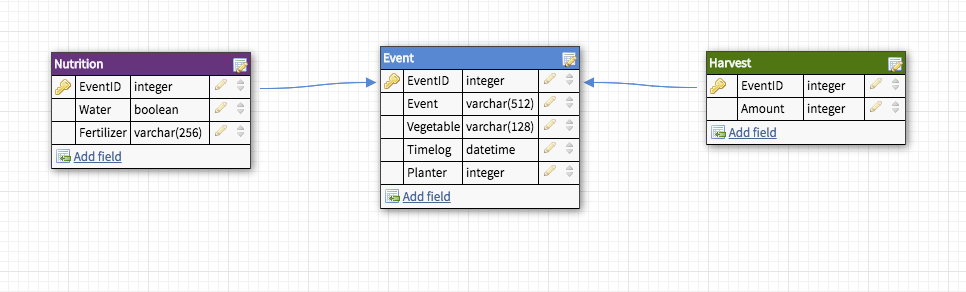 Nutrition
EventID integer
Water boolean
Fertilizer varchar(256)
Add field
Event
EventID integer
Event varchar(512)
Vegetable varchar(128)
Timelog datetime
Planter integer
Add field
Harvest
EventID integer
Amount integer
Add field